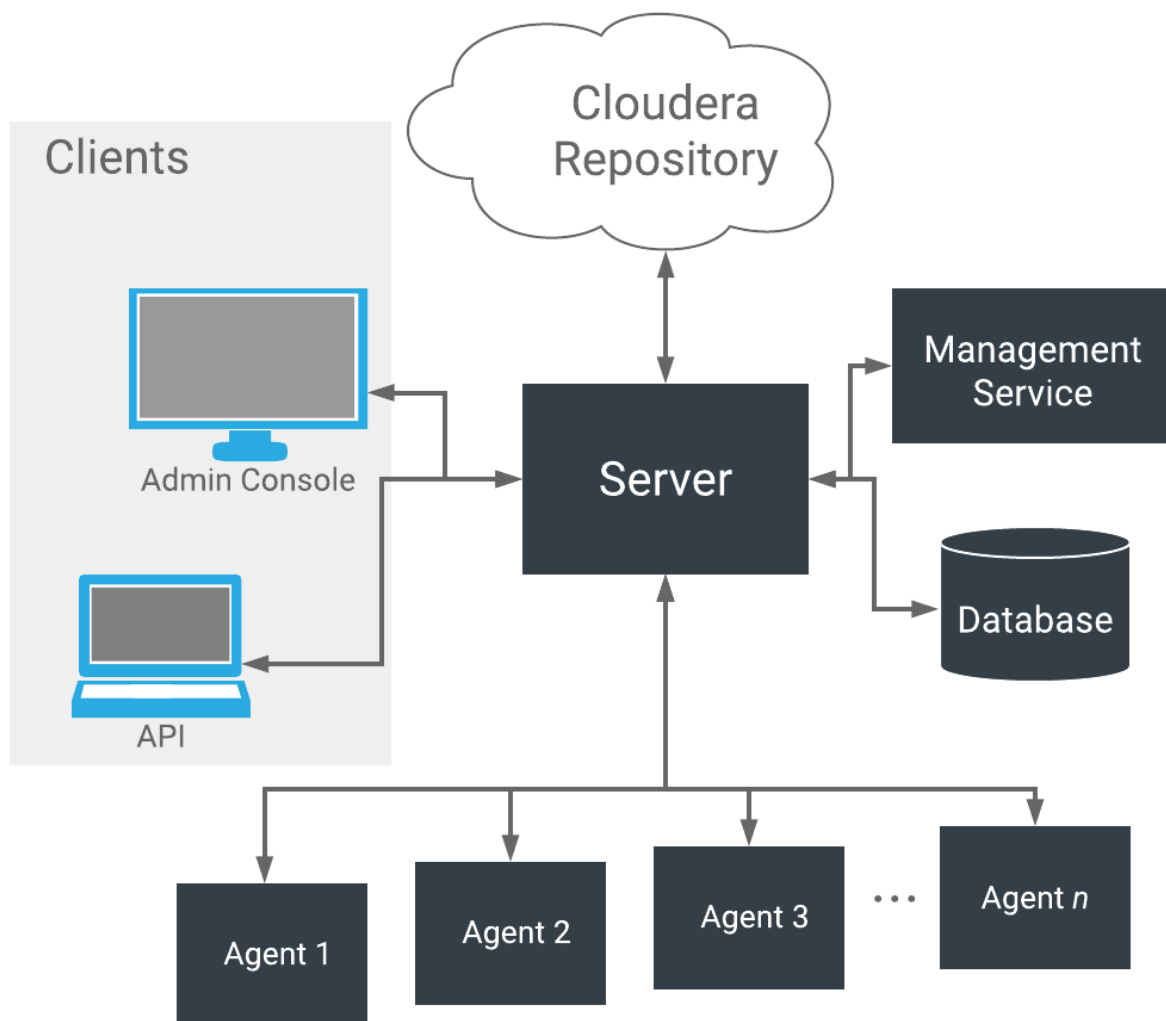 Cloudera
Repository
Clients
Admin Console
API
Server
Management
Service
Database
Agent 1
Agent 2
Agent 3
...
Agent n